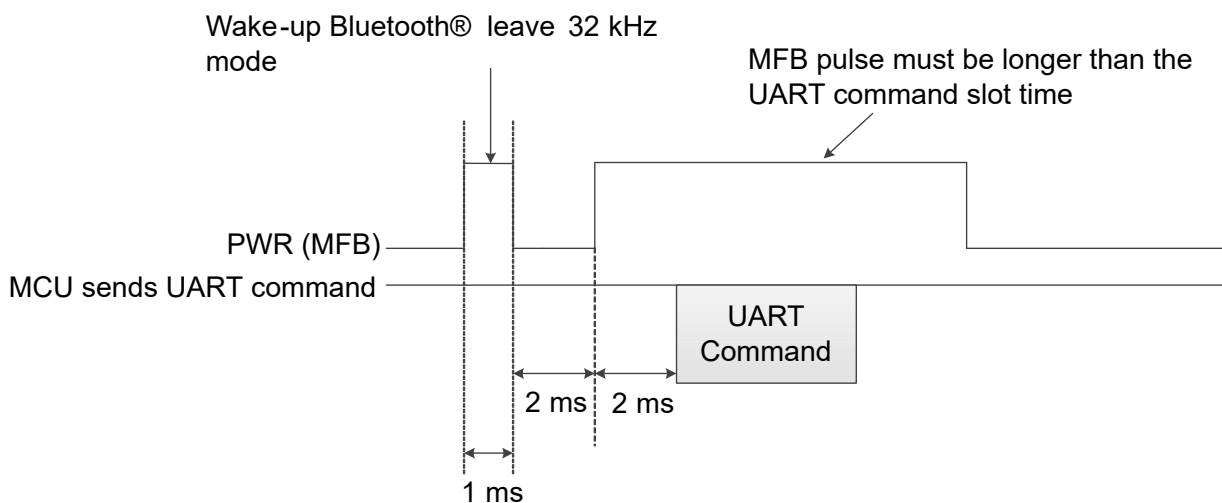 Wake-up Bluetooth® leave 32 kHz
mode
MFB pulse must be longer than the
UART command slot time
PWR (MFB)
MCU sends UART command
UART
Command
2 ms
2 ms
1 ms